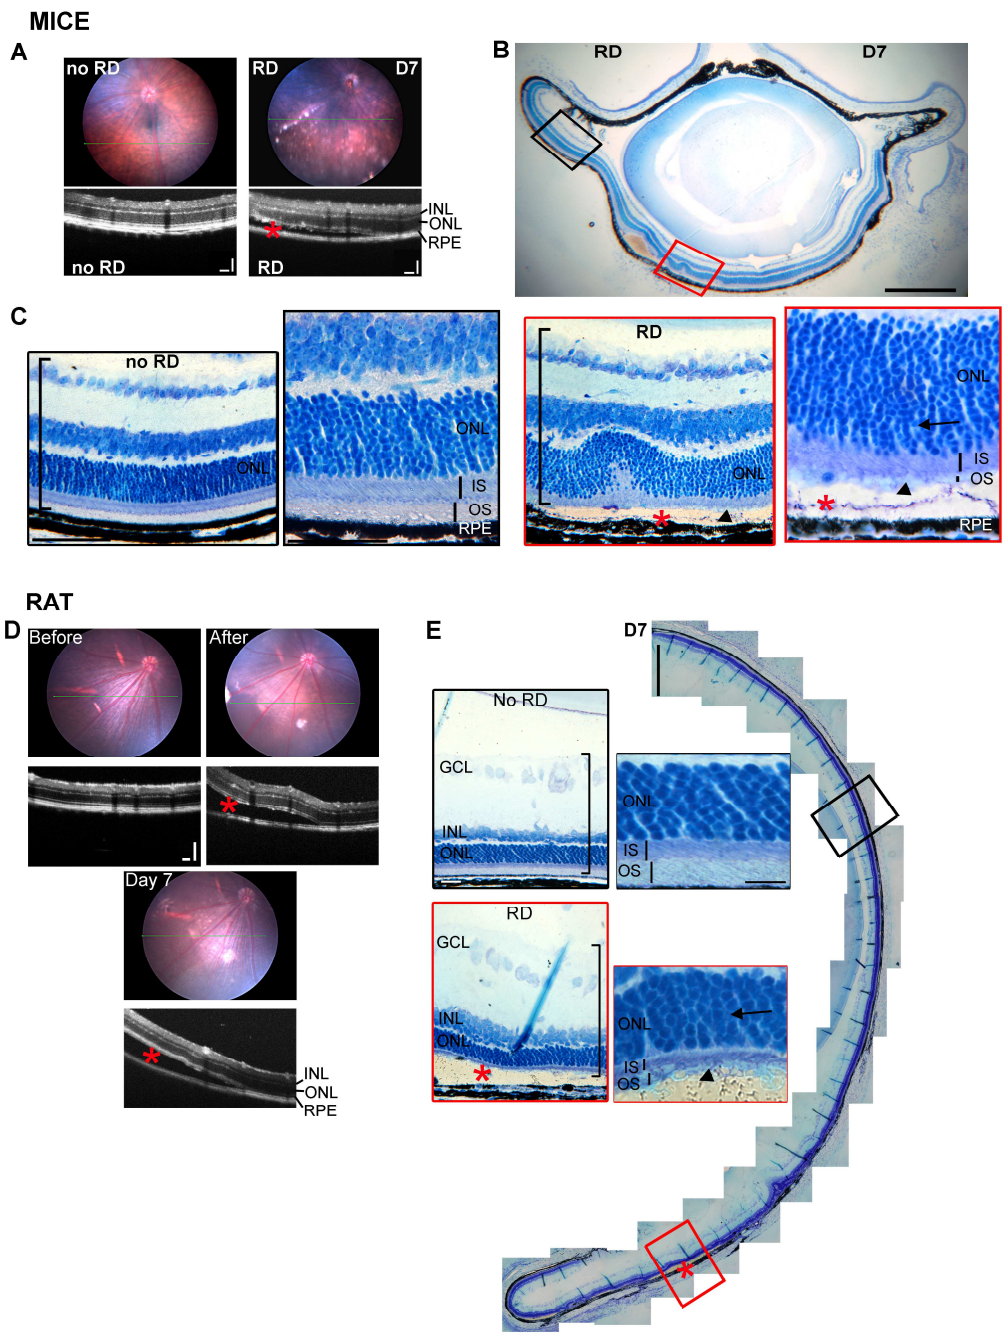 MICE
A
no RD
RD
D7
no RD
RD
INL
ONL
RPE
B
RD
D7
C
no RD
ONL
ONL
IS
OS
RPE
RD
ONL
ONL
IS
OS
RPE
RAT
D
Before
After
Day 7
INL
ONL
RPE
E
D7
No RD
GCL
INL
ONL
ONL
IS
OS
RD
GCL
INL
ONL
ONL
IS
OS